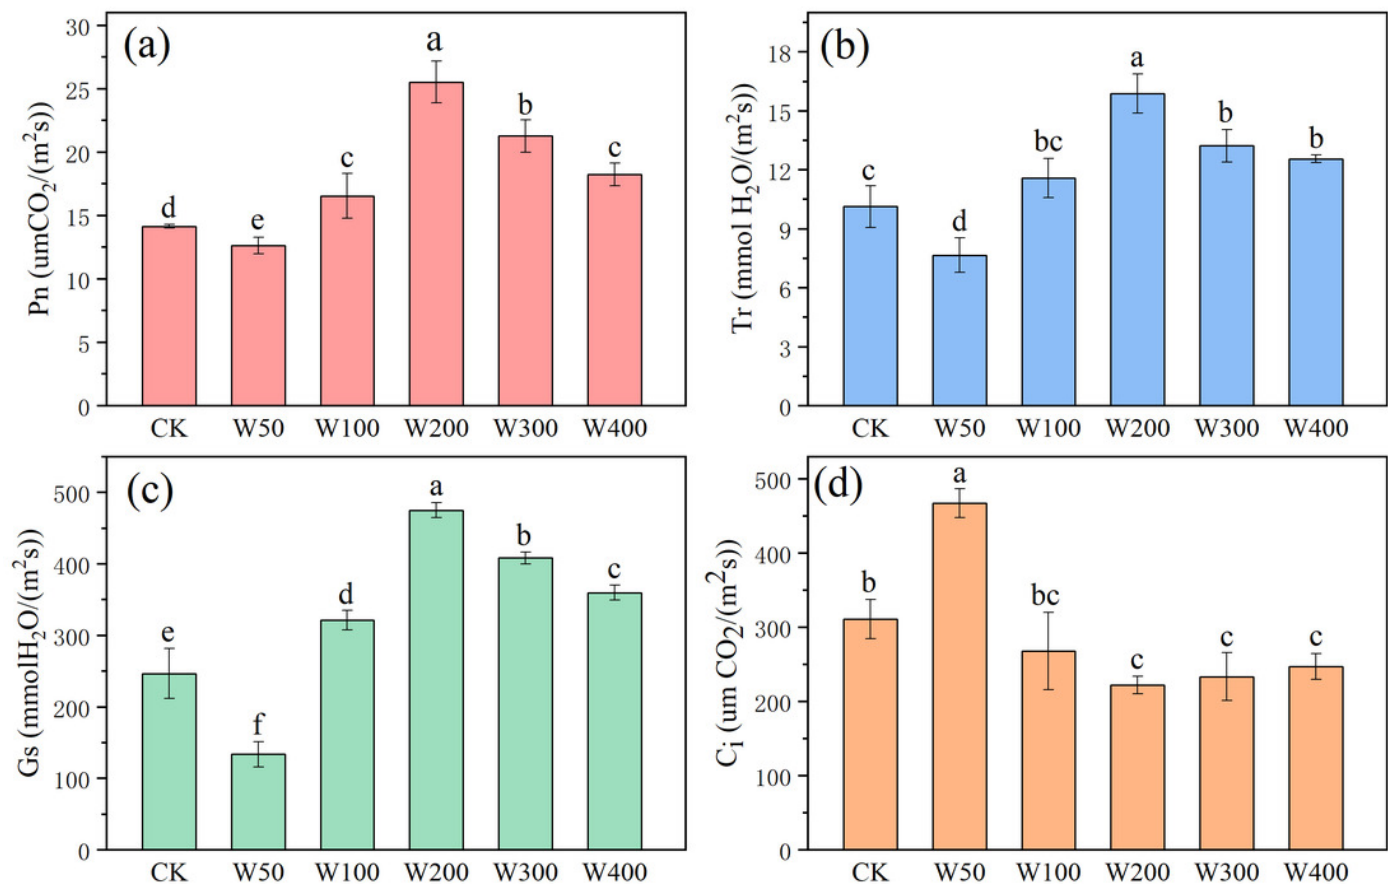 (a)
Pn (umCO₂/(m²s))
30
25
20
15
10
5
0
d
e
c
a
b
c
CK W50 W100 W200 W300 W400
(b)
Tr (mmol H₂O/(m²s))
18
15
12
9
6
3
0
c
d
bc
a
b
b
CK W50 W100 W200 W300 W400
(c)
Gs (mmolH₂O/(m²s))
500
400
300
200
100
0
e
f
d
a
b
c
CK W50 W100 W200 W300 W400
(d)
Ci (um CO₂/(m²s))
500
400
300
200
100
0
b
a
bc
c
c
c
CK W50 W100 W200 W300 W400